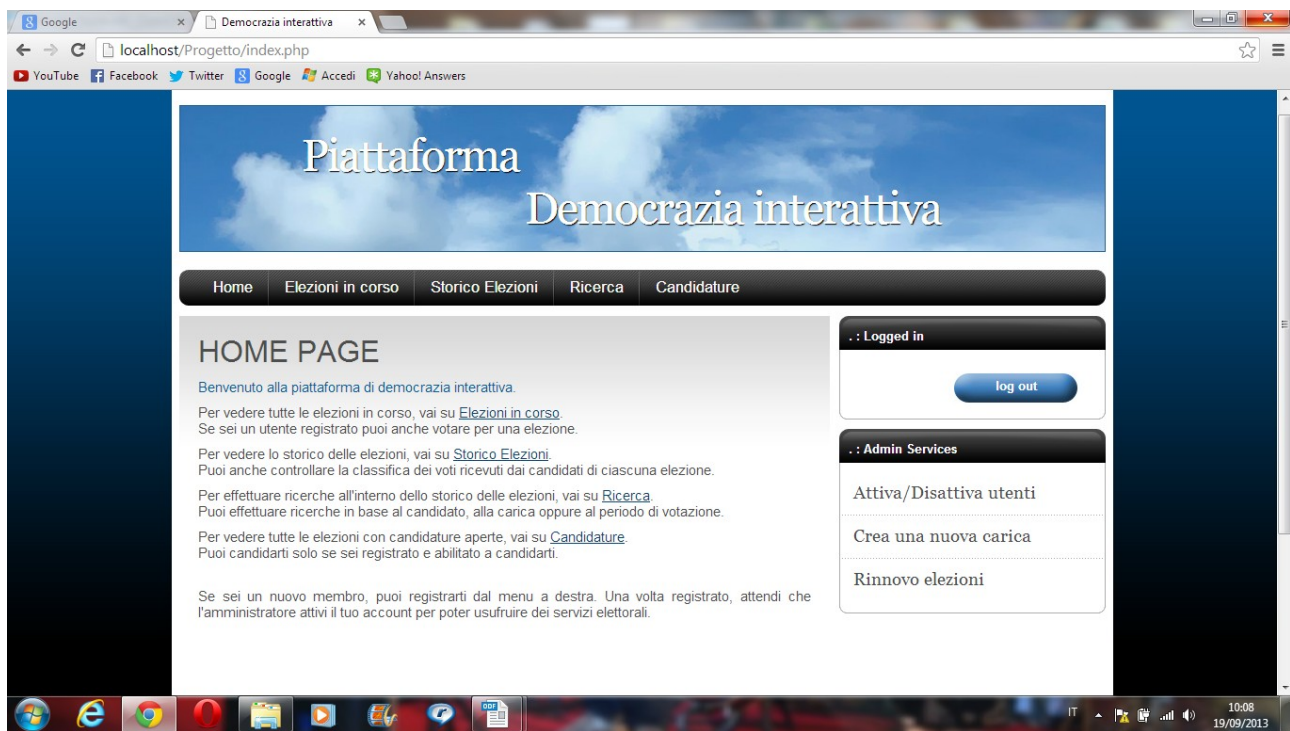 Google
Democrazia interattiva
localhost/Progetto/index.php
YouTube Facebook Twitter Google Accedi Yahoo! Answers
Piattaforma
Democrazia interattiva
Home Elezioni in corso Storico Elezioni Ricerca Candidature
HOME PAGE
Benvenuto alla piattaforma di democrazia interattiva.
Per vedere tutte le elezioni in corso, vai su Elezioni in corso.
Se sei un utente registrato puoi anche votare per una elezione.
Per vedere lo storico delle elezioni, vai su Storico Elezioni.
Puoi anche controllare la classifica dei voti ricevuti dai candidati di ciascuna elezione.
Per effettuare ricerche all'interno dello storico delle elezioni, vai su Ricerca.
Puoi effettuare ricerche in base al candidato, alla carica oppure al periodo di votazione.
Per vedere tutte le elezioni con candidature aperte, vai su Candidature.
Puoi candidarti solo se sei registrato e abilitato a candidarti.
Se sei un nuovo membro, puoi registrarti dal menu a destra. Una volta registrato, attendi che
l'amministratore attivi il tuo account per poter usufruire dei servizi elettorali.
.: Logged in
log out
.: Admin Services
Attiva/Disattiva utenti
Crea una nuova carica
Rinnovo elezioni
IT
10:08
19/09/2013